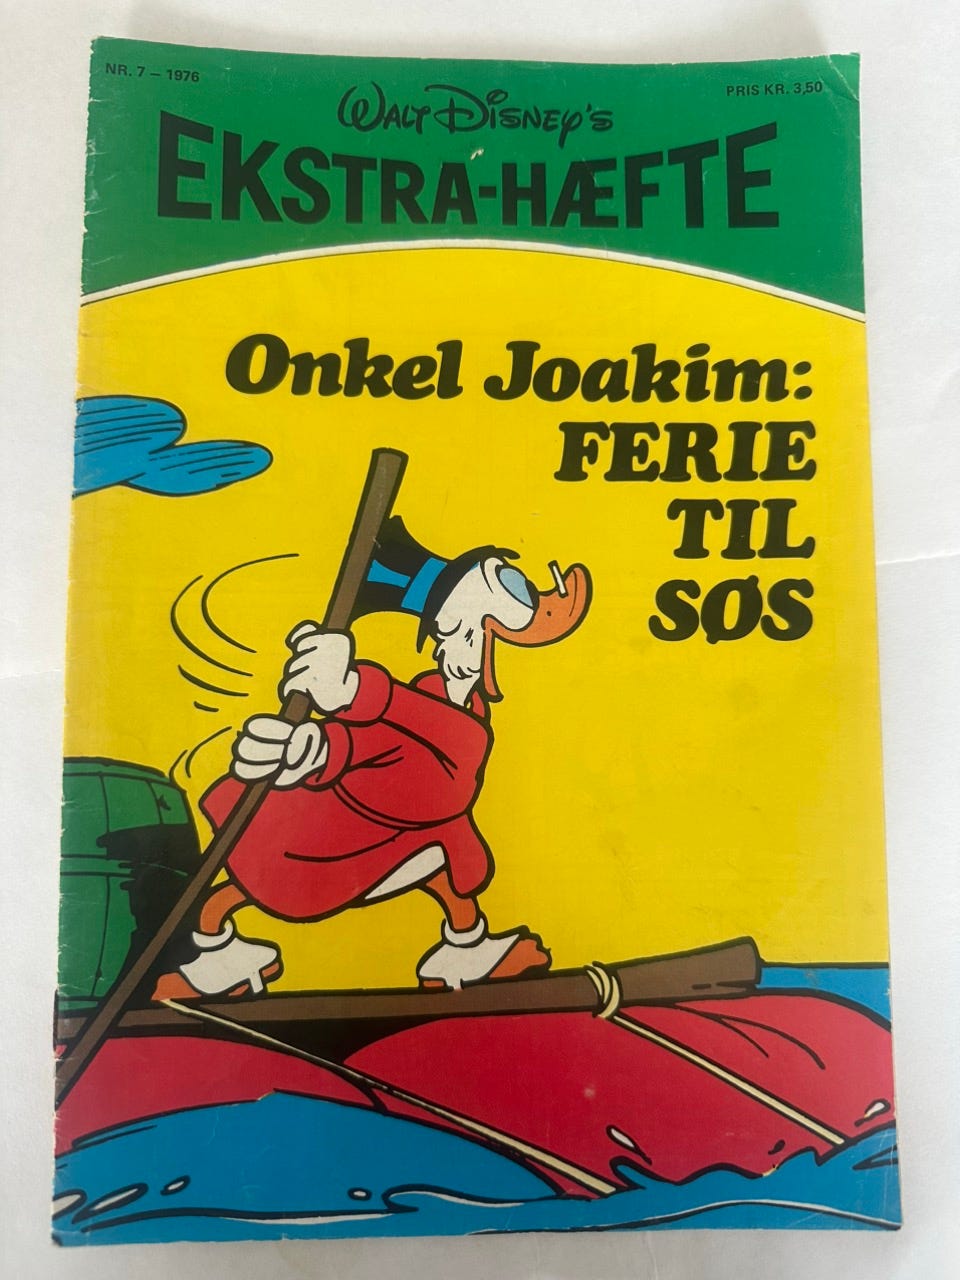 NR. 7 – 1976
PRIS KR. 3,50
WALT DISNEY'S
EKSTRA-HÆFTE
Onkel Joakim:
FERIE
TIL
SØS